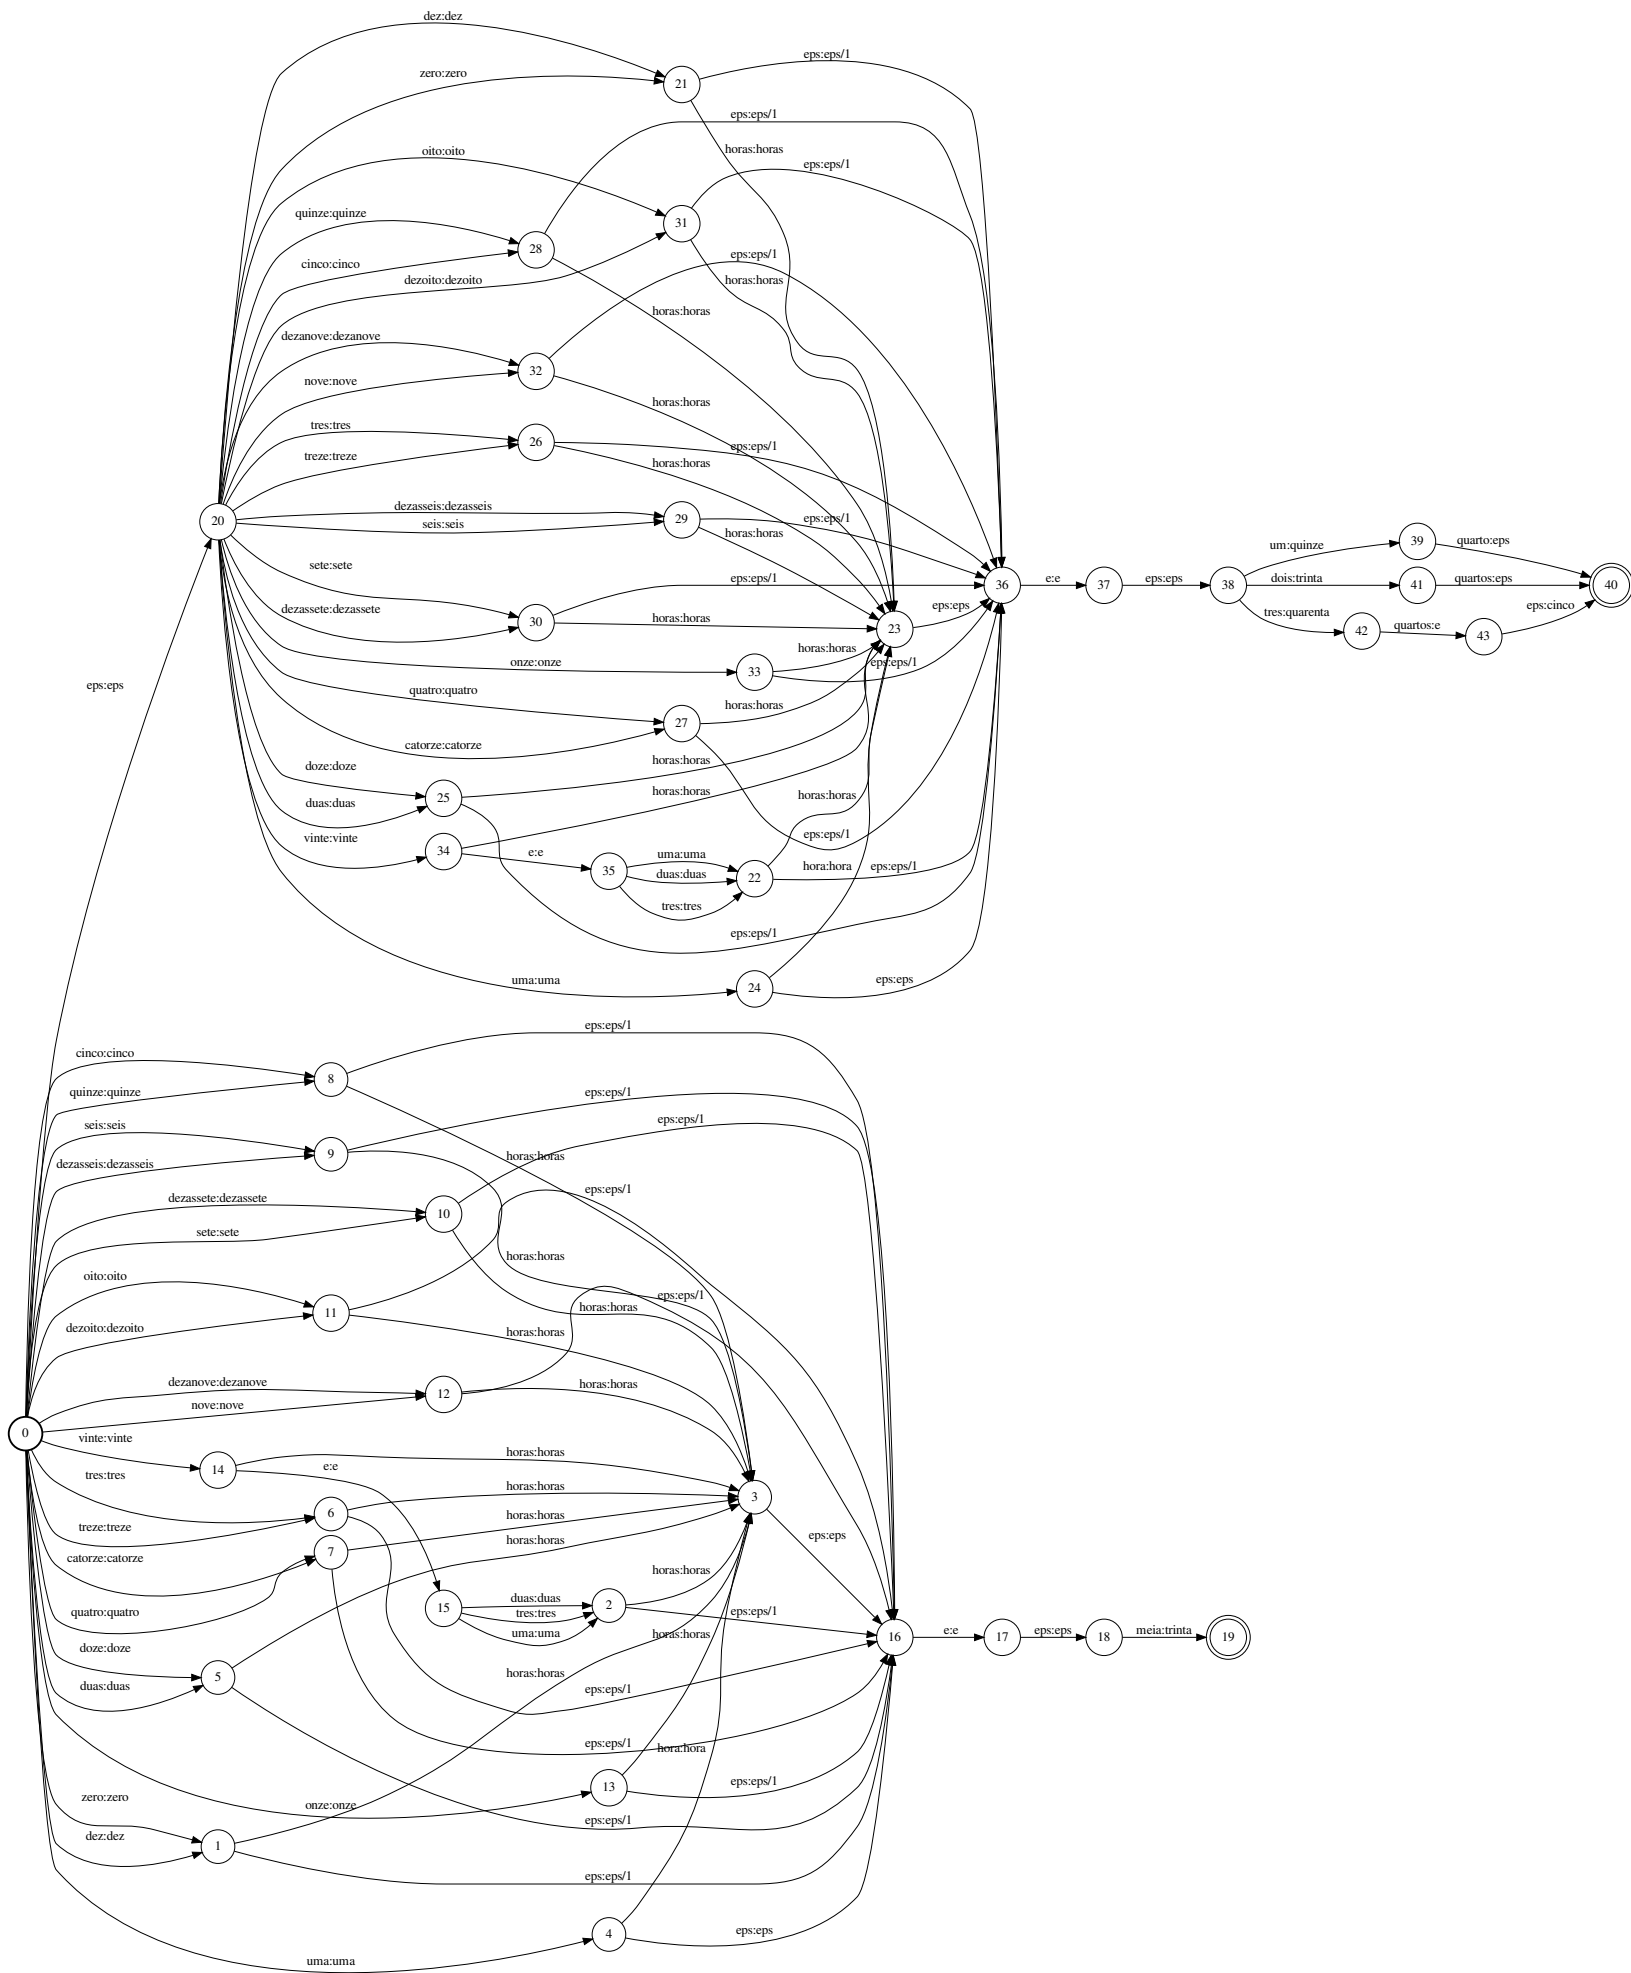 dez:dez
zero:zero
21
eps:eps/1
eps:eps/1
horas:horas
oito:oito
eps:eps/1
quinze:quinze
31
28
cinco:cinco
dezoito:dezoito
eps:eps/1
horas:horas
horas:horas
dezanove:dezanove
32
nove:nove
horas:horas
tres:tres
26
eps:eps/1
treze:treze
horas:horas
20
dezasseis:dezasseis
seis:seis
29
eps:eps/1
horas:horas
sete:sete
dezassete:dezassete
30
eps:eps/1
horas:horas
23
eps:eps
36
e:e
37
eps:eps
38
um:quinze
39
quarto:eps
dois:trinta
41
quartos:eps
40
tres:quarenta
42
quartos:e
43
eps:cinco
onze:onze
33
horas:horas
eps:eps/1
eps:eps
quatro:quatro
27
horas:horas
catorze:catorze
doze:doze
25
horas:horas
duas:duas
horas:horas
horas:horas
vinte:vinte
34
e:e
35
uma:uma
duas:duas
tres:tres
22
eps:eps/1
hora:hora
eps:eps/1
eps:eps/1
uma:uma
24
eps:eps
cinco:cinco
8
eps:eps/1
quinze:quinze
seis:seis
9
eps:eps/1
dezasseis:dezasseis
horas:horas
eps:eps/1
dezassete:dezassete
10
eps:eps/1
sete:sete
horas:horas
oito:oito
11
eps:eps/1
horas:horas
dezoito:dezoito
horas:horas
dezanove:dezanove
12
horas:horas
nove:nove
0
vinte:vinte
14
horas:horas
e:e
tres:tres
6
horas:horas
3
treze:treze
horas:horas
eps:eps
catorze:catorze
7
horas:horas
quatro:quatro
15
duas:duas
tres:tres
uma:uma
2
horas:horas
eps:eps/1
16
e:e
17
eps:eps
18
meia:trinta
19
doze:doze
5
duas:duas
horas:horas
horas:horas
eps:eps/1
eps:eps/1
hora:hora
13
eps:eps/1
zero:zero
onze:onze
eps:eps/1
dez:dez
1
eps:eps/1
4
eps:eps
uma:uma